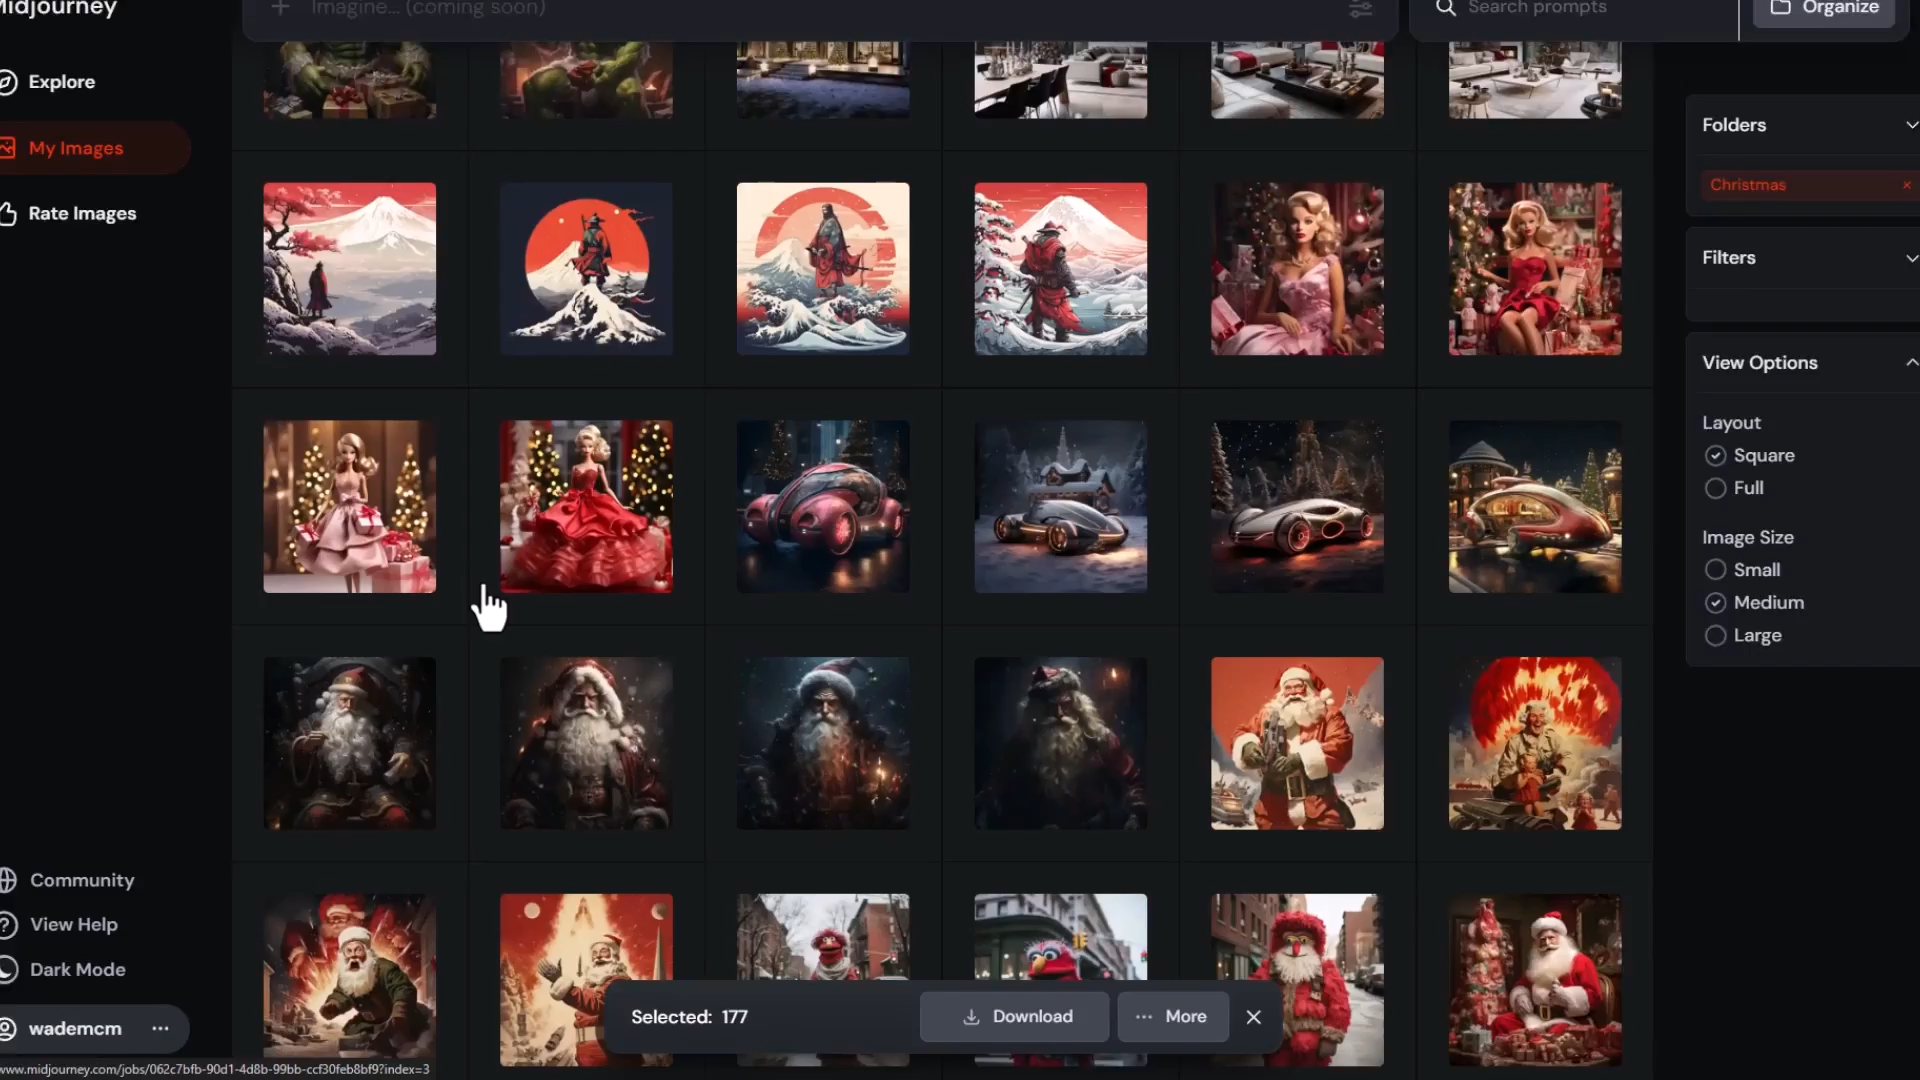 Midjourney
Imagine... (coming soon)
Search prompts
Organize
Explore
My Images
Rate Images
Folders
Christmas
Filters
View Options
Layout
Square
Full
Image Size
Small
Medium
Large
Community
View Help
Dark Mode
wademcm
Selected: 177
Download
More
www.midjourney.com/jobs/062c7bfb-90d1-4d8b-99bb-ccf30feb8bf9?index=3